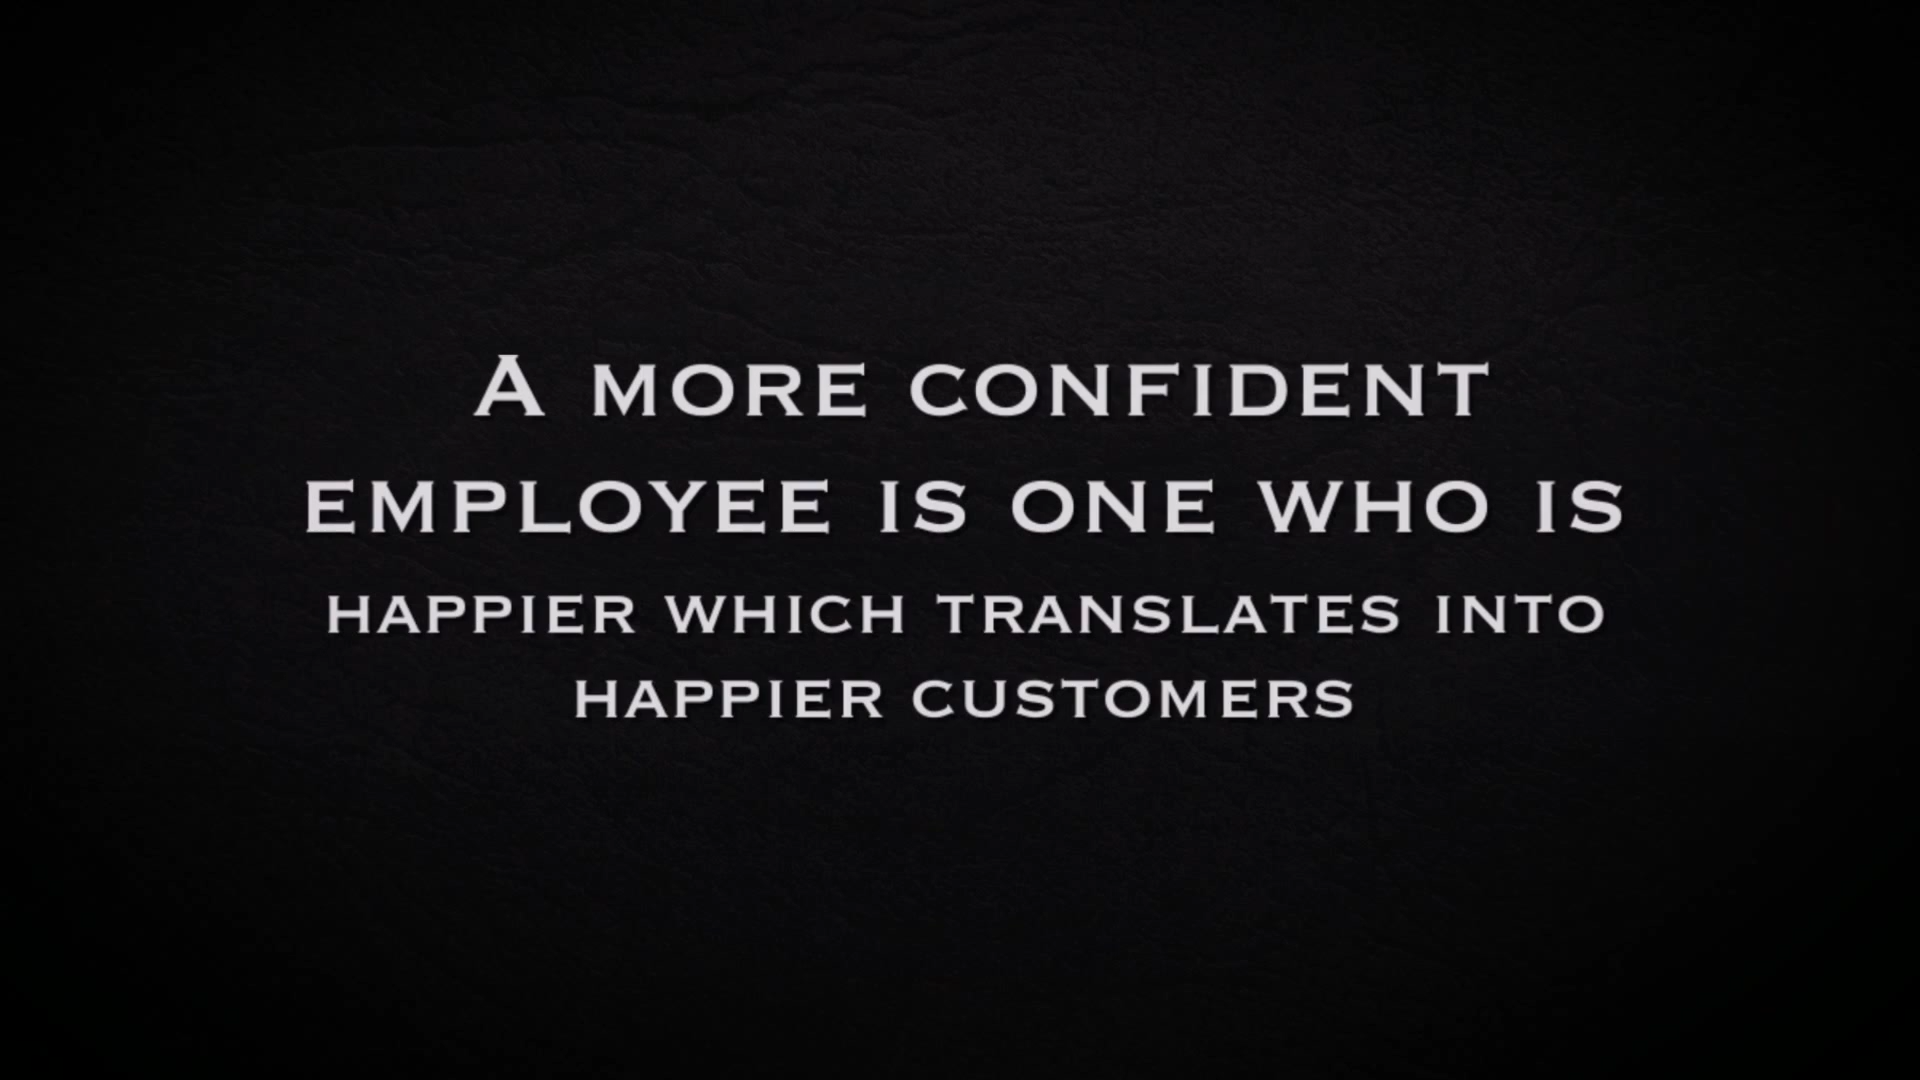 A MORE CONFIDENT
EMPLOYEE IS ONE WHO IS
HAPPIER WHICH TRANSLATES INTO
HAPPIER CUSTOMERS